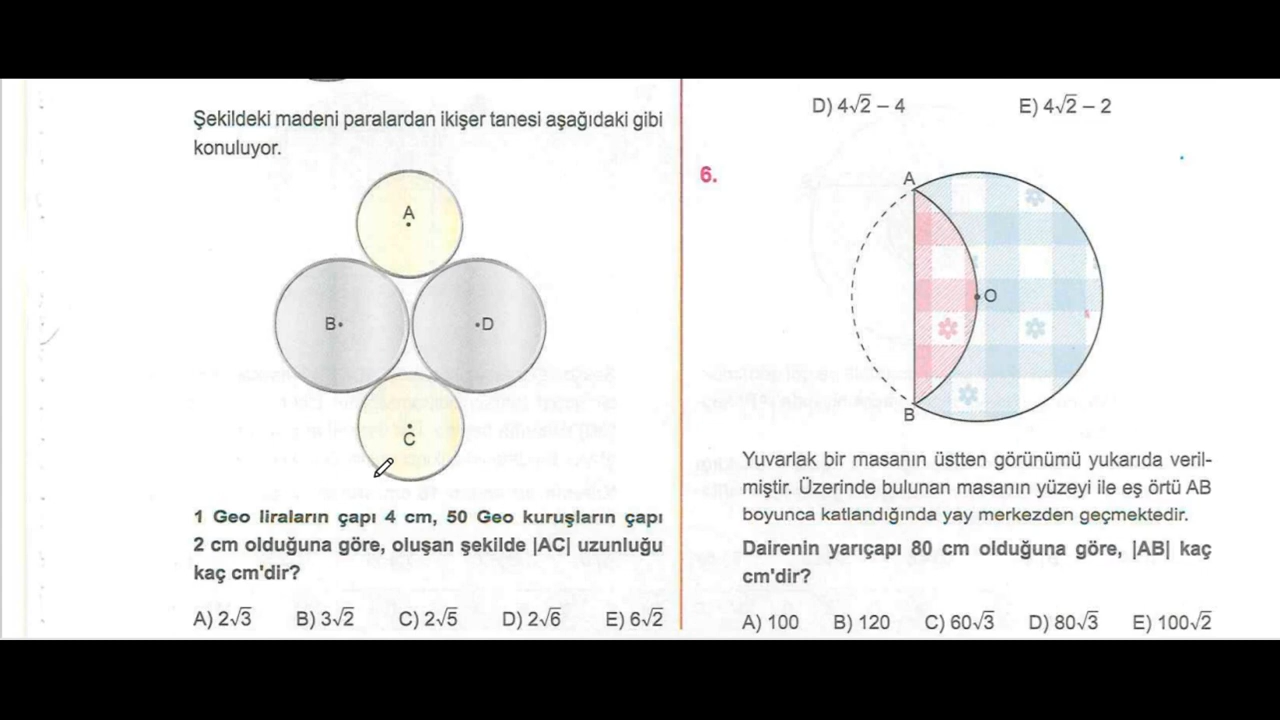 Şekildeki madeni paralardan ikişer tanesi aşağıdaki gibi
konuluyor.
A
B
D
C
1 Geo liraların çapı 4 cm, 50 Geo kuruşların çapı
2 cm olduğuna göre, oluşan şekilde |AC| uzunluğu
kaç cm'dir?
A) 2√3 B) 3√2 C) 2√5 D) 2√6 E) 6√2
D) 4√2 – 4 E) 4√2 – 2
6.
A
O
B
Yuvarlak bir masanın üstten görünümü yukarıda veril-
miştir. Üzerinde bulunan masanın yüzeyi ile eş örtü AB
boyunca katlandığında yay merkezden geçmektedir.
Dairenin yarıçapı 80 cm olduğuna göre, |AB| kaç
cm'dir?
A) 100 B) 120 C) 60√3 D) 80√3 E) 100√2